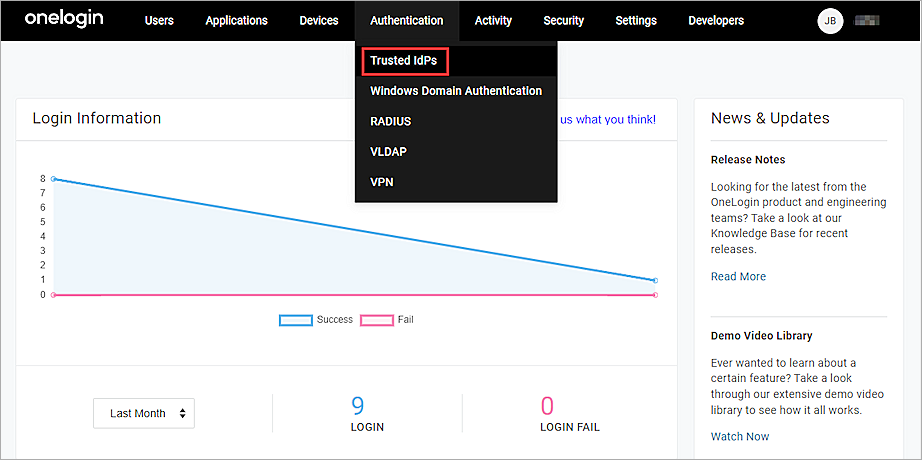 onelogin
Users Applications Devices Authentication Activity Security Settings Developers JB
Trusted IdPs
Windows Domain Authentication
RADIUS
VLDAP
VPN
Login Information
us what you think!
8
7
6
5
4
3
2
1
0
Success Fail
Last Month
9
LOGIN
0
LOGIN FAIL
News & Updates
Release Notes
Looking for the latest from the
OneLogin product and engineering
teams? Take a look at our
Knowledge Base for recent
releases.
Read More
Demo Video Library
Ever wanted to learn about a
certain feature? Take a look
through our extensive demo video
library to see how it all works.
Watch Now